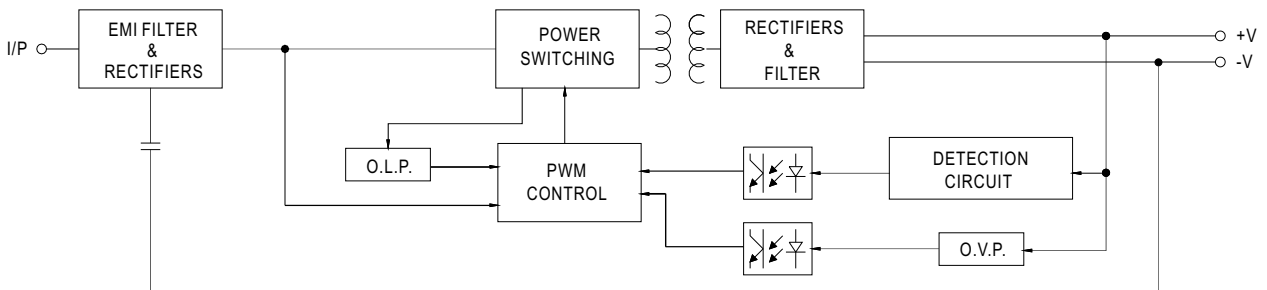 I/P
EMI FILTER
&
RECTIFIERS
POWER
SWITCHING
RECTIFIERS
&
FILTER
+V
-V
O.L.P.
PWM
CONTROL
DETECTION
CIRCUIT
O.V.P.